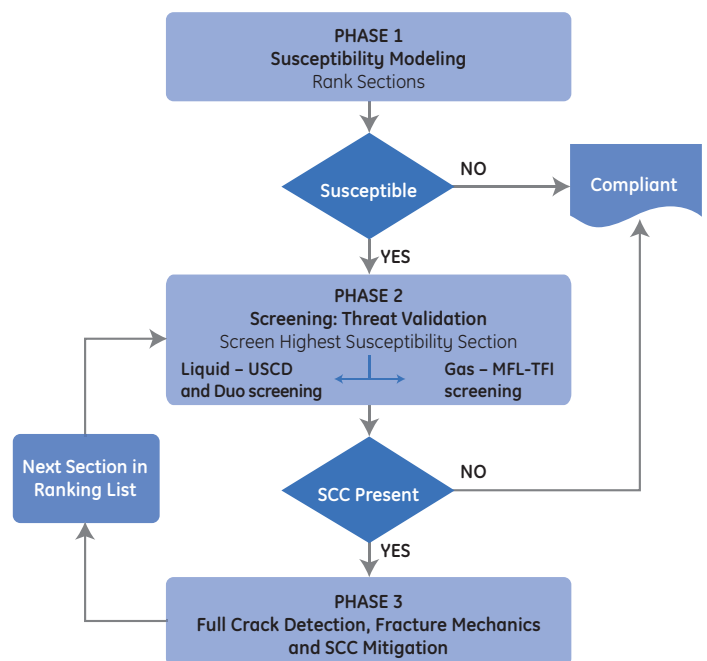 PHASE 1
Susceptibility Modeling
Rank Sections
Susceptible
NO
Compliant
YES
PHASE 2
Screening: Threat Validation
Screen Highest Susceptibility Section
Liquid – USCD
and Duo screening
Gas – MFL-TFI
screening
Next Section in
Ranking List
SCC Present
NO
YES
PHASE 3
Full Crack Detection, Fracture Mechanics
and SCC Mitigation